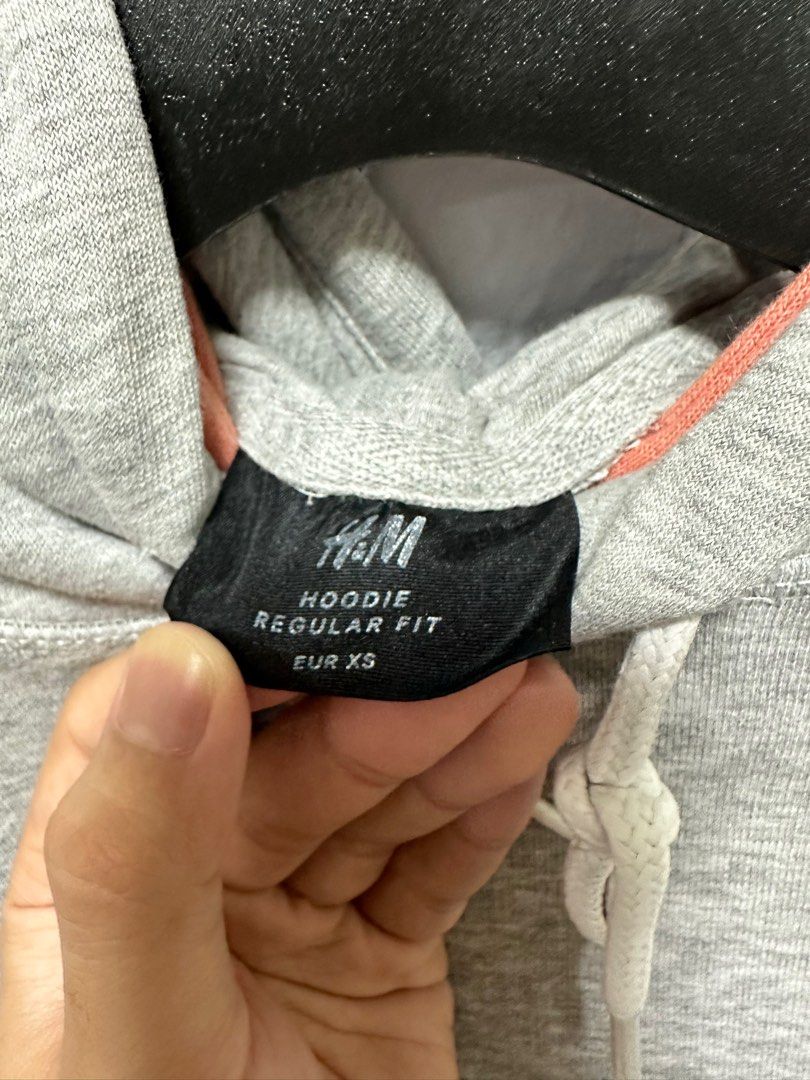 H&M
HOODIE
REGULAR FIT
EUR XS